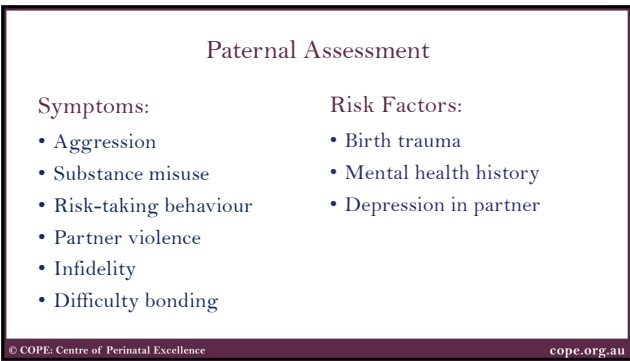 Paternal Assessment
Symptoms:
• Aggression
• Substance misuse
• Risk-taking behaviour
• Partner violence
• Infidelity
• Difficulty bonding
Risk Factors:
• Birth trauma
• Mental health history
• Depression in partner
© COPE: Centre of Perinatal Excellence
cope.org.au